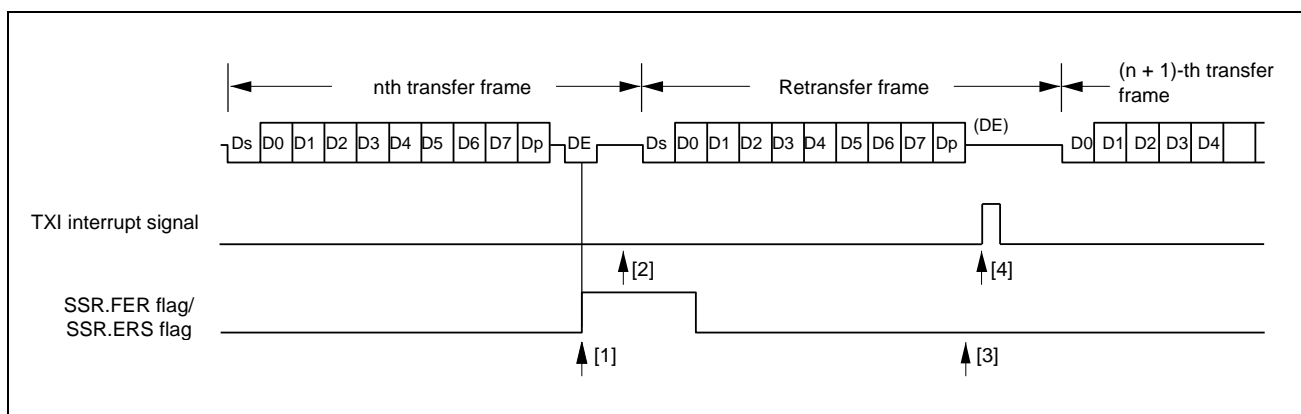 nth transfer frame
Retransfer frame
(n + 1)-th transfer
frame
Ds D0 D1 D2 D3 D4 D5 D6 D7 Dp DE Ds D0 D1 D2 D3 D4 D5 D6 D7 Dp (DE) D0 D1 D2 D3 D4
TXI interrupt signal
[2] [4]
SSR.FER flag/
SSR.ERS flag
[1] [3]